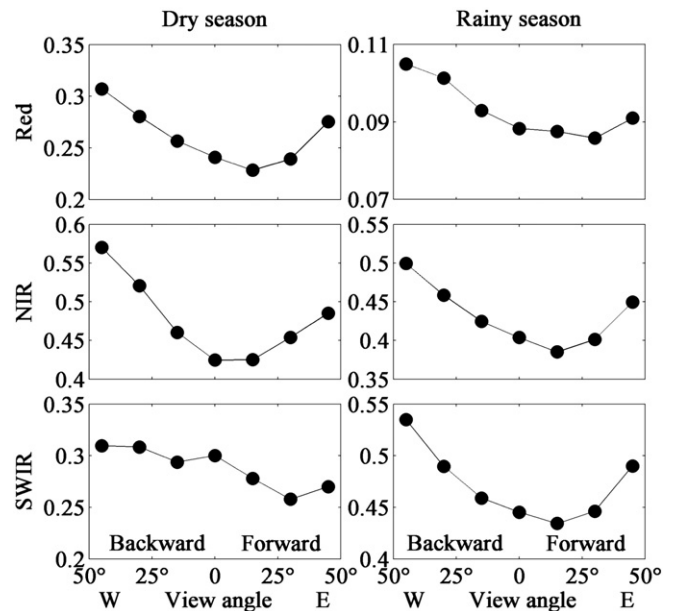 Dry season Rainy season
0.35 0.11
0.3
Red 0.09
0.25
0.2 0.07
0.6 0.55
0.55 0.5
NIR 0.5 0.45
0.45 0.4
0.4 0.35
0.35 0.55
0.3 0.5
SWIR
0.25 0.45
Backward Forward Backward Forward
0.2 0.4
50° 25° 0 25° 50° 25° 0 25° 50°
W View angle E W View angle E